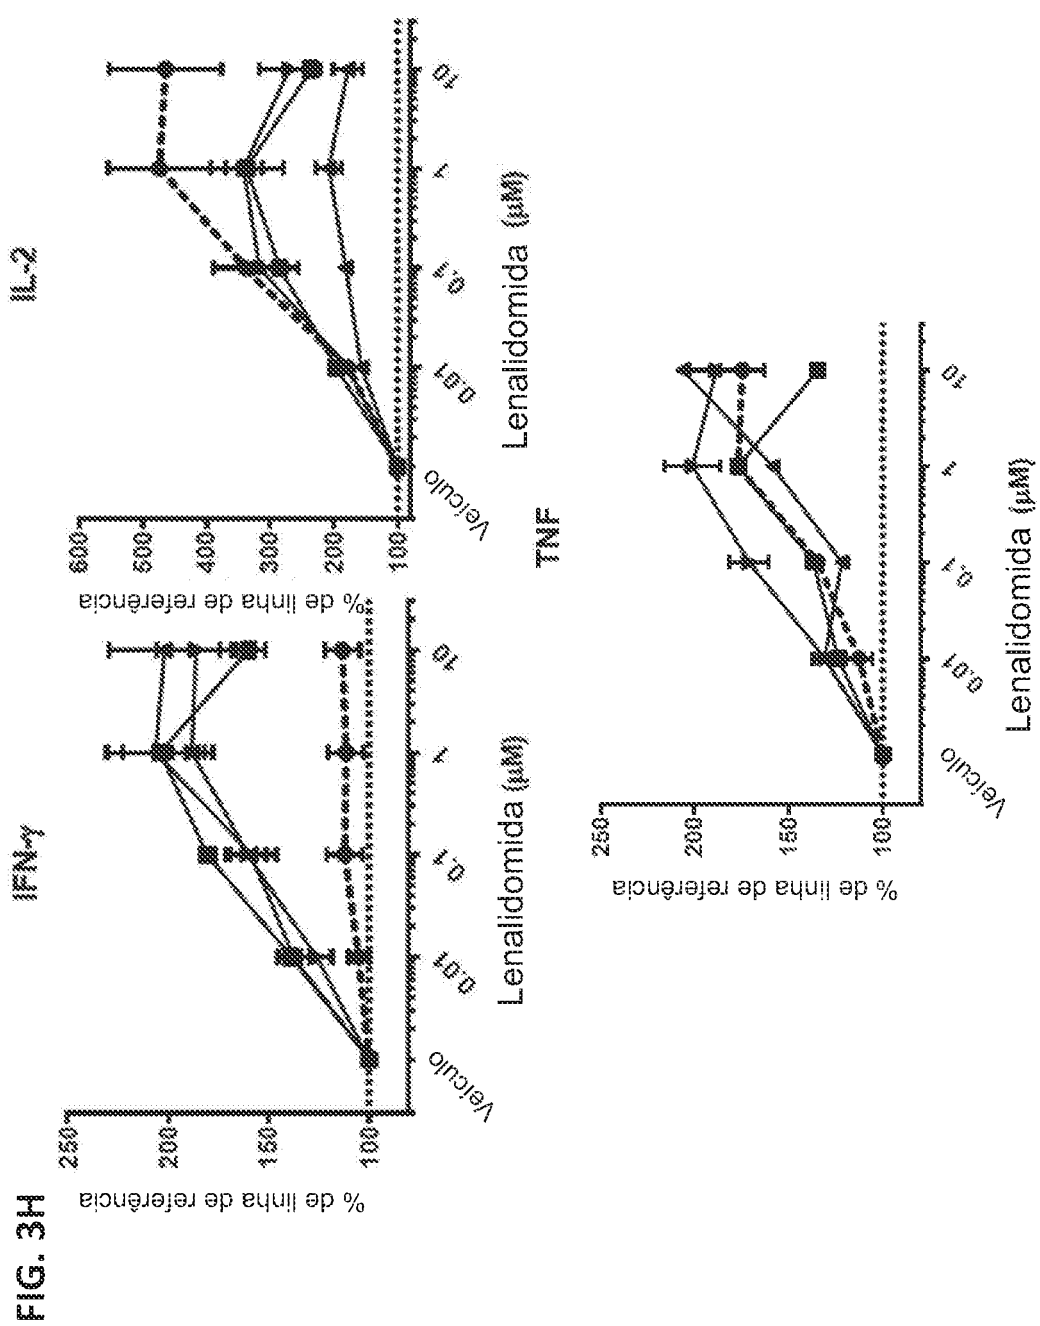 FIG. 3H
IFN-γ
% de linha de referência
250
200
150
100
Veículo
0.01
0.1
1
10
Lenalidomida (µM)
IL-2
% de linha de referência
600
500
400
300
200
100
Veículo
0.01
0.1
1
10
Lenalidomida (µM)
TNF
% de linha de referência
250
200
150
100
Veículo
0.01
0.1
1
10
Lenalidomida (µM)